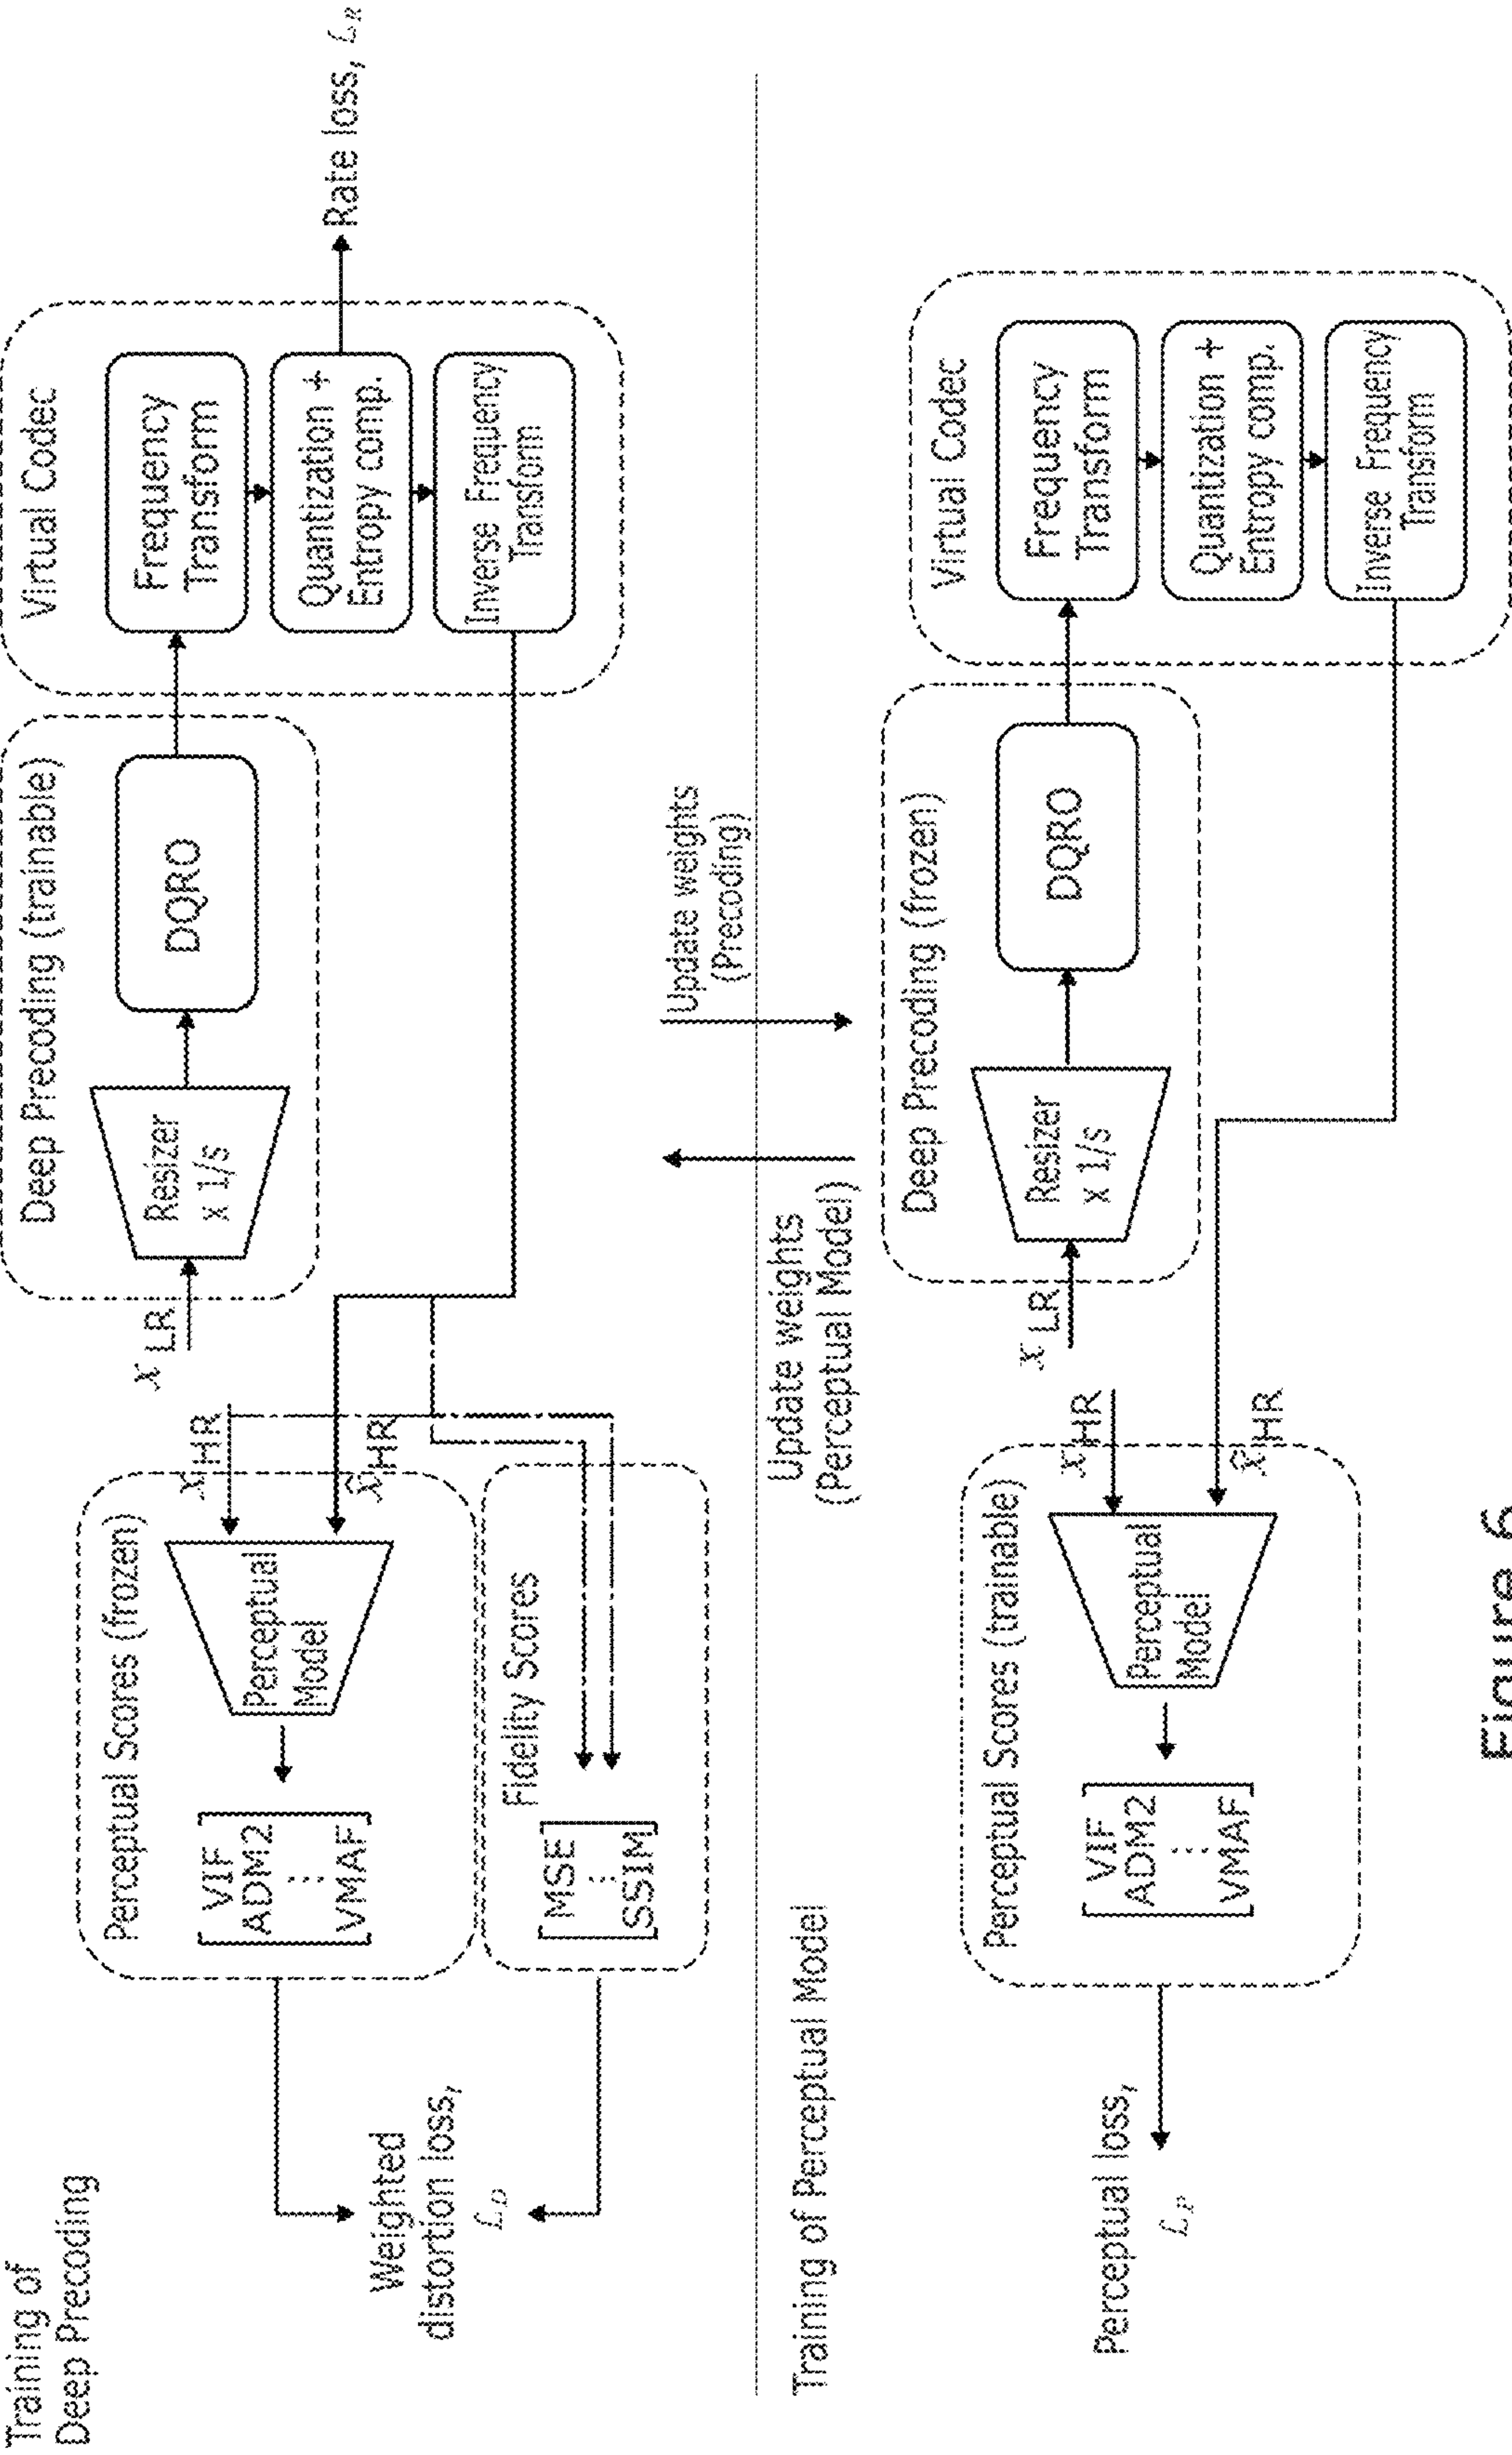 Training of
Deep Precoding
Weighted
distortion loss,
ℒD
Perceptual Scores (frozen)
VIF
ADM2
⋮
VMAF
Perceptual
Model
xHR
x̂HR
Fidelity Scores
MSE
⋮
SSIM
xLR
Deep Precoding (trainable)
Resizer
x 1/s
DQRO
Virtual Codec
Frequency
Transform
Quantization +
Entropy comp.
Inverse Frequency
Transform
Rate loss, ℒR
Update weights
(Perceptual Model)
Update weights
(Precoding)
Training of Perceptual Model
Perceptual loss,
ℒP
Perceptual Scores (trainable)
VIF
ADM2
⋮
VMAF
Perceptual
Model
xHR
x̂HR
xLR
Deep Precoding (frozen)
Resizer
x 1/s
DQRO
Virtual Codec
Frequency
Transform
Quantization +
Entropy comp.
Inverse Frequency
Transform
Figure 6